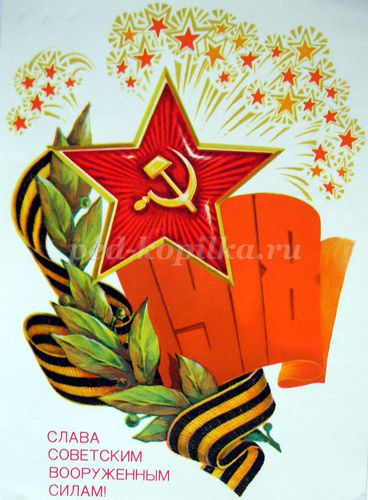 ped-kopilka.ru
1918
СЛАВА
СОВЕТСКИМ
ВООРУЖЕННЫМ
СИЛАМ!